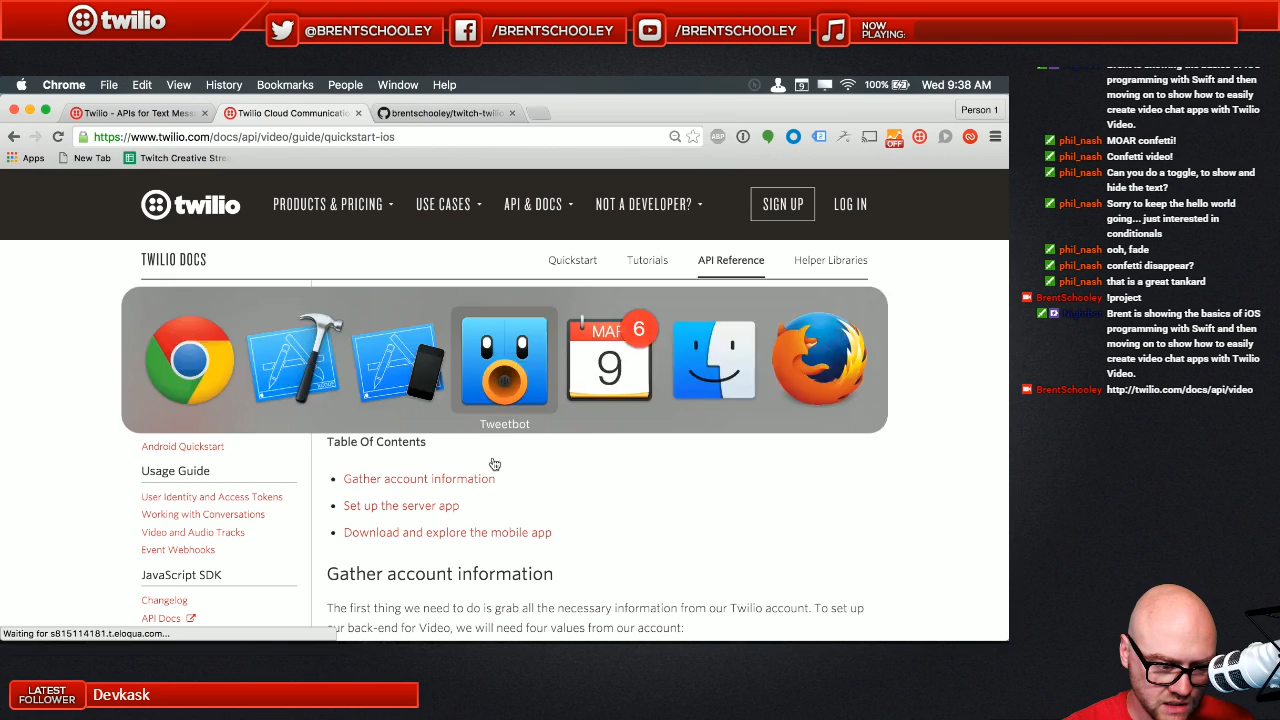 twilio
@BRENTSCHOOLEY
/BRENTSCHOOLEY
/BRENTSCHOOLEY
NOW
PLAYING:
Chrome File Edit View History Bookmarks People Window Help
100% Wed 9:38 AM
Twilio - APIs for Text Messa
Twilio Cloud Communicatio
brentschooley/twitch-twilio
Person 1
https://www.twilio.com/docs/api/video/guide/quickstart-ios
ABP
OFF
Apps New Tab Twitch Creative Stre
twilio
PRODUCTS & PRICING
USE CASES
API & DOCS
NOT A DEVELOPER?
SIGN UP
LOG IN
TWILIO DOCS
Quickstart
Tutorials
API Reference
Helper Libraries
MAR
9
6
Tweetbot
Android Quickstart
Usage Guide
User Identity and Access Tokens
Working with Conversations
Video and Audio Tracks
Event Webhooks
JavaScript SDK
Changelog
API Docs
Table Of Contents
Gather account information
Set up the server app
Download and explore the mobile app
Gather account information
The first thing we need to do is grab all the necessary information from our Twilio account. To set up
our back-end for Video, we will need four values from our account:
Waiting for s815114181.t.eloqua.com...
programming with Swift and then
moving on to show how to easily
create video chat apps with Twilio
Video.
phil_nash MOAR confetti!
phil_nash Confetti video!
phil_nash Can you do a toggle, to show and
hide the text?
phil_nash Sorry to keep the hello world
going... just interested in
conditionals
phil_nash ooh, fade
phil_nash confetti disappear?
phil_nash that is a great tankard
BrentSchooley !project
Brent is showing the basics of iOS
programming with Swift and then
moving on to show how to easily
create video chat apps with Twilio
Video.
BrentSchooley http://twilio.com/docs/api/video
LATEST
FOLLOWER
Devkask